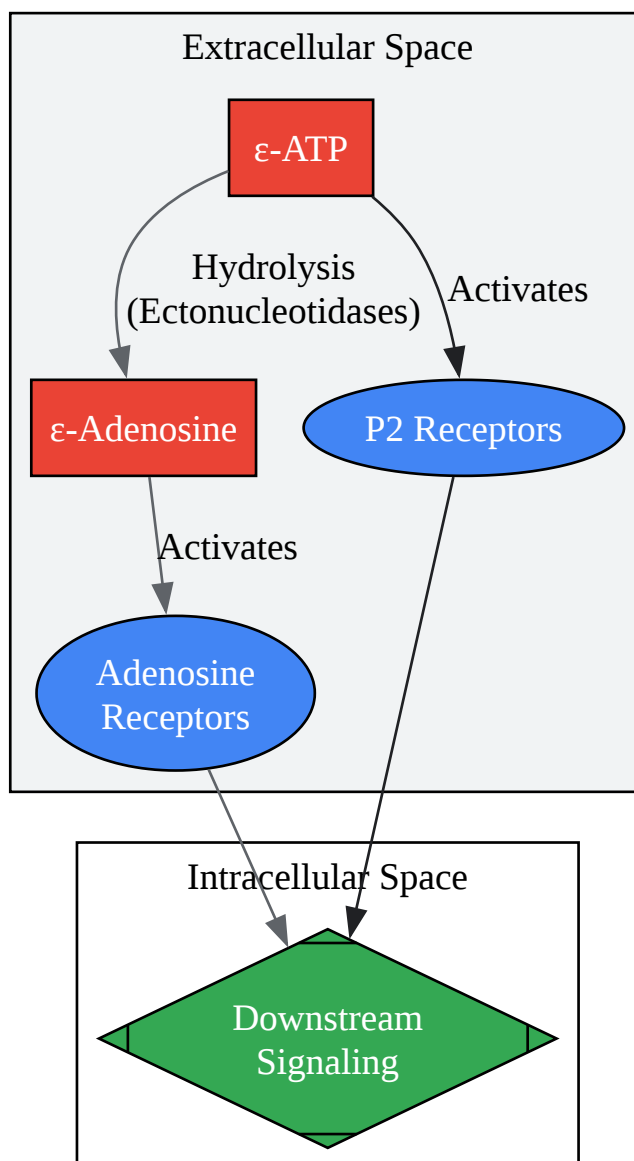 Extracellular Space
ε-ATP
Hydrolysis
(Ectonucleotidases)
Activates
ε-Adenosine
P2 Receptors
Activates
Adenosine
Receptors
Intracellular Space
Downstream
Signaling